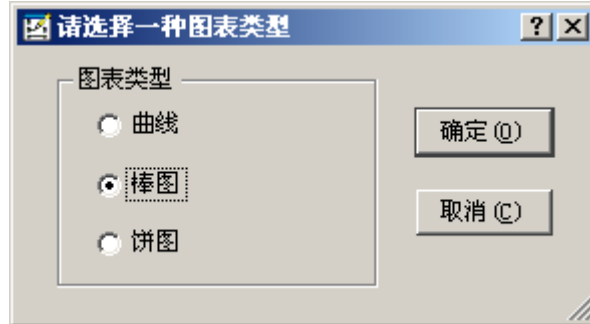 请选择一种图表类型
图表类型
曲线
棒图
饼图
确定(O)
取消(C)